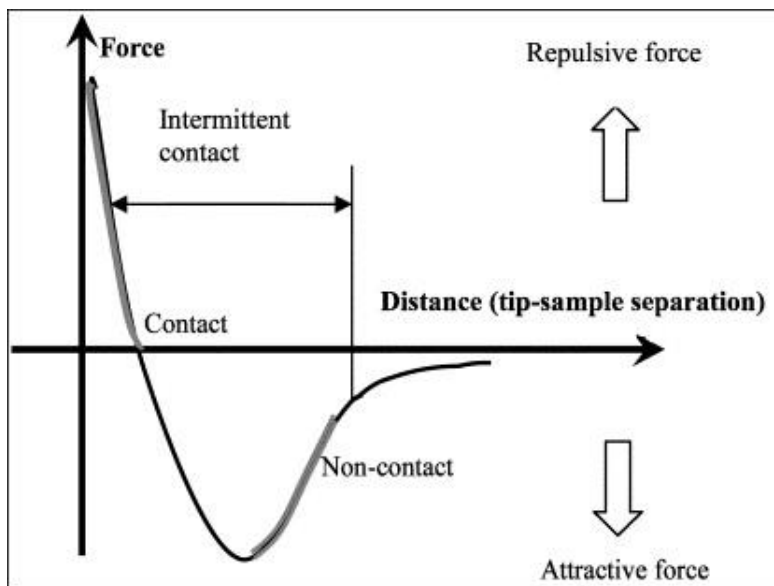 Force
Repulsive force
Intermittent
contact
Distance (tip-sample separation)
Contact
Non-contact
Attractive force